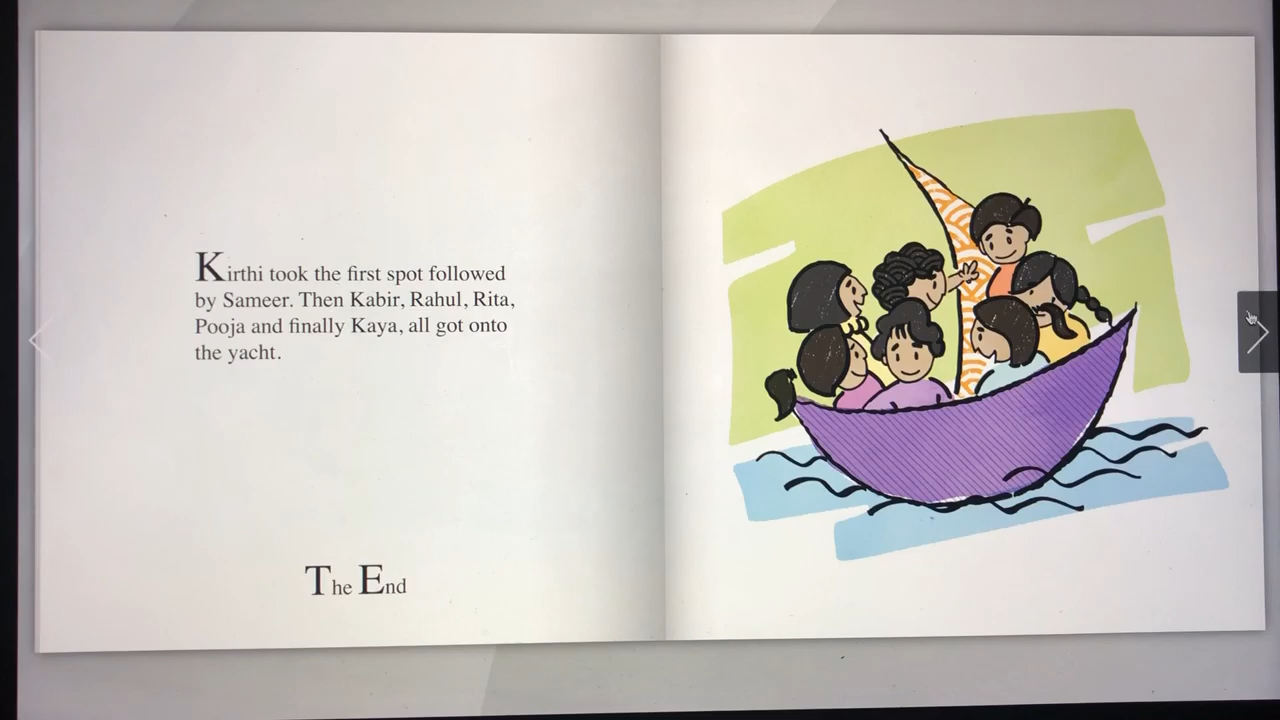 Kirthi took the first spot followed
by Sameer. Then Kabir, Rahul, Rita,
Pooja and finally Kaya, all got onto
the yacht.
The End